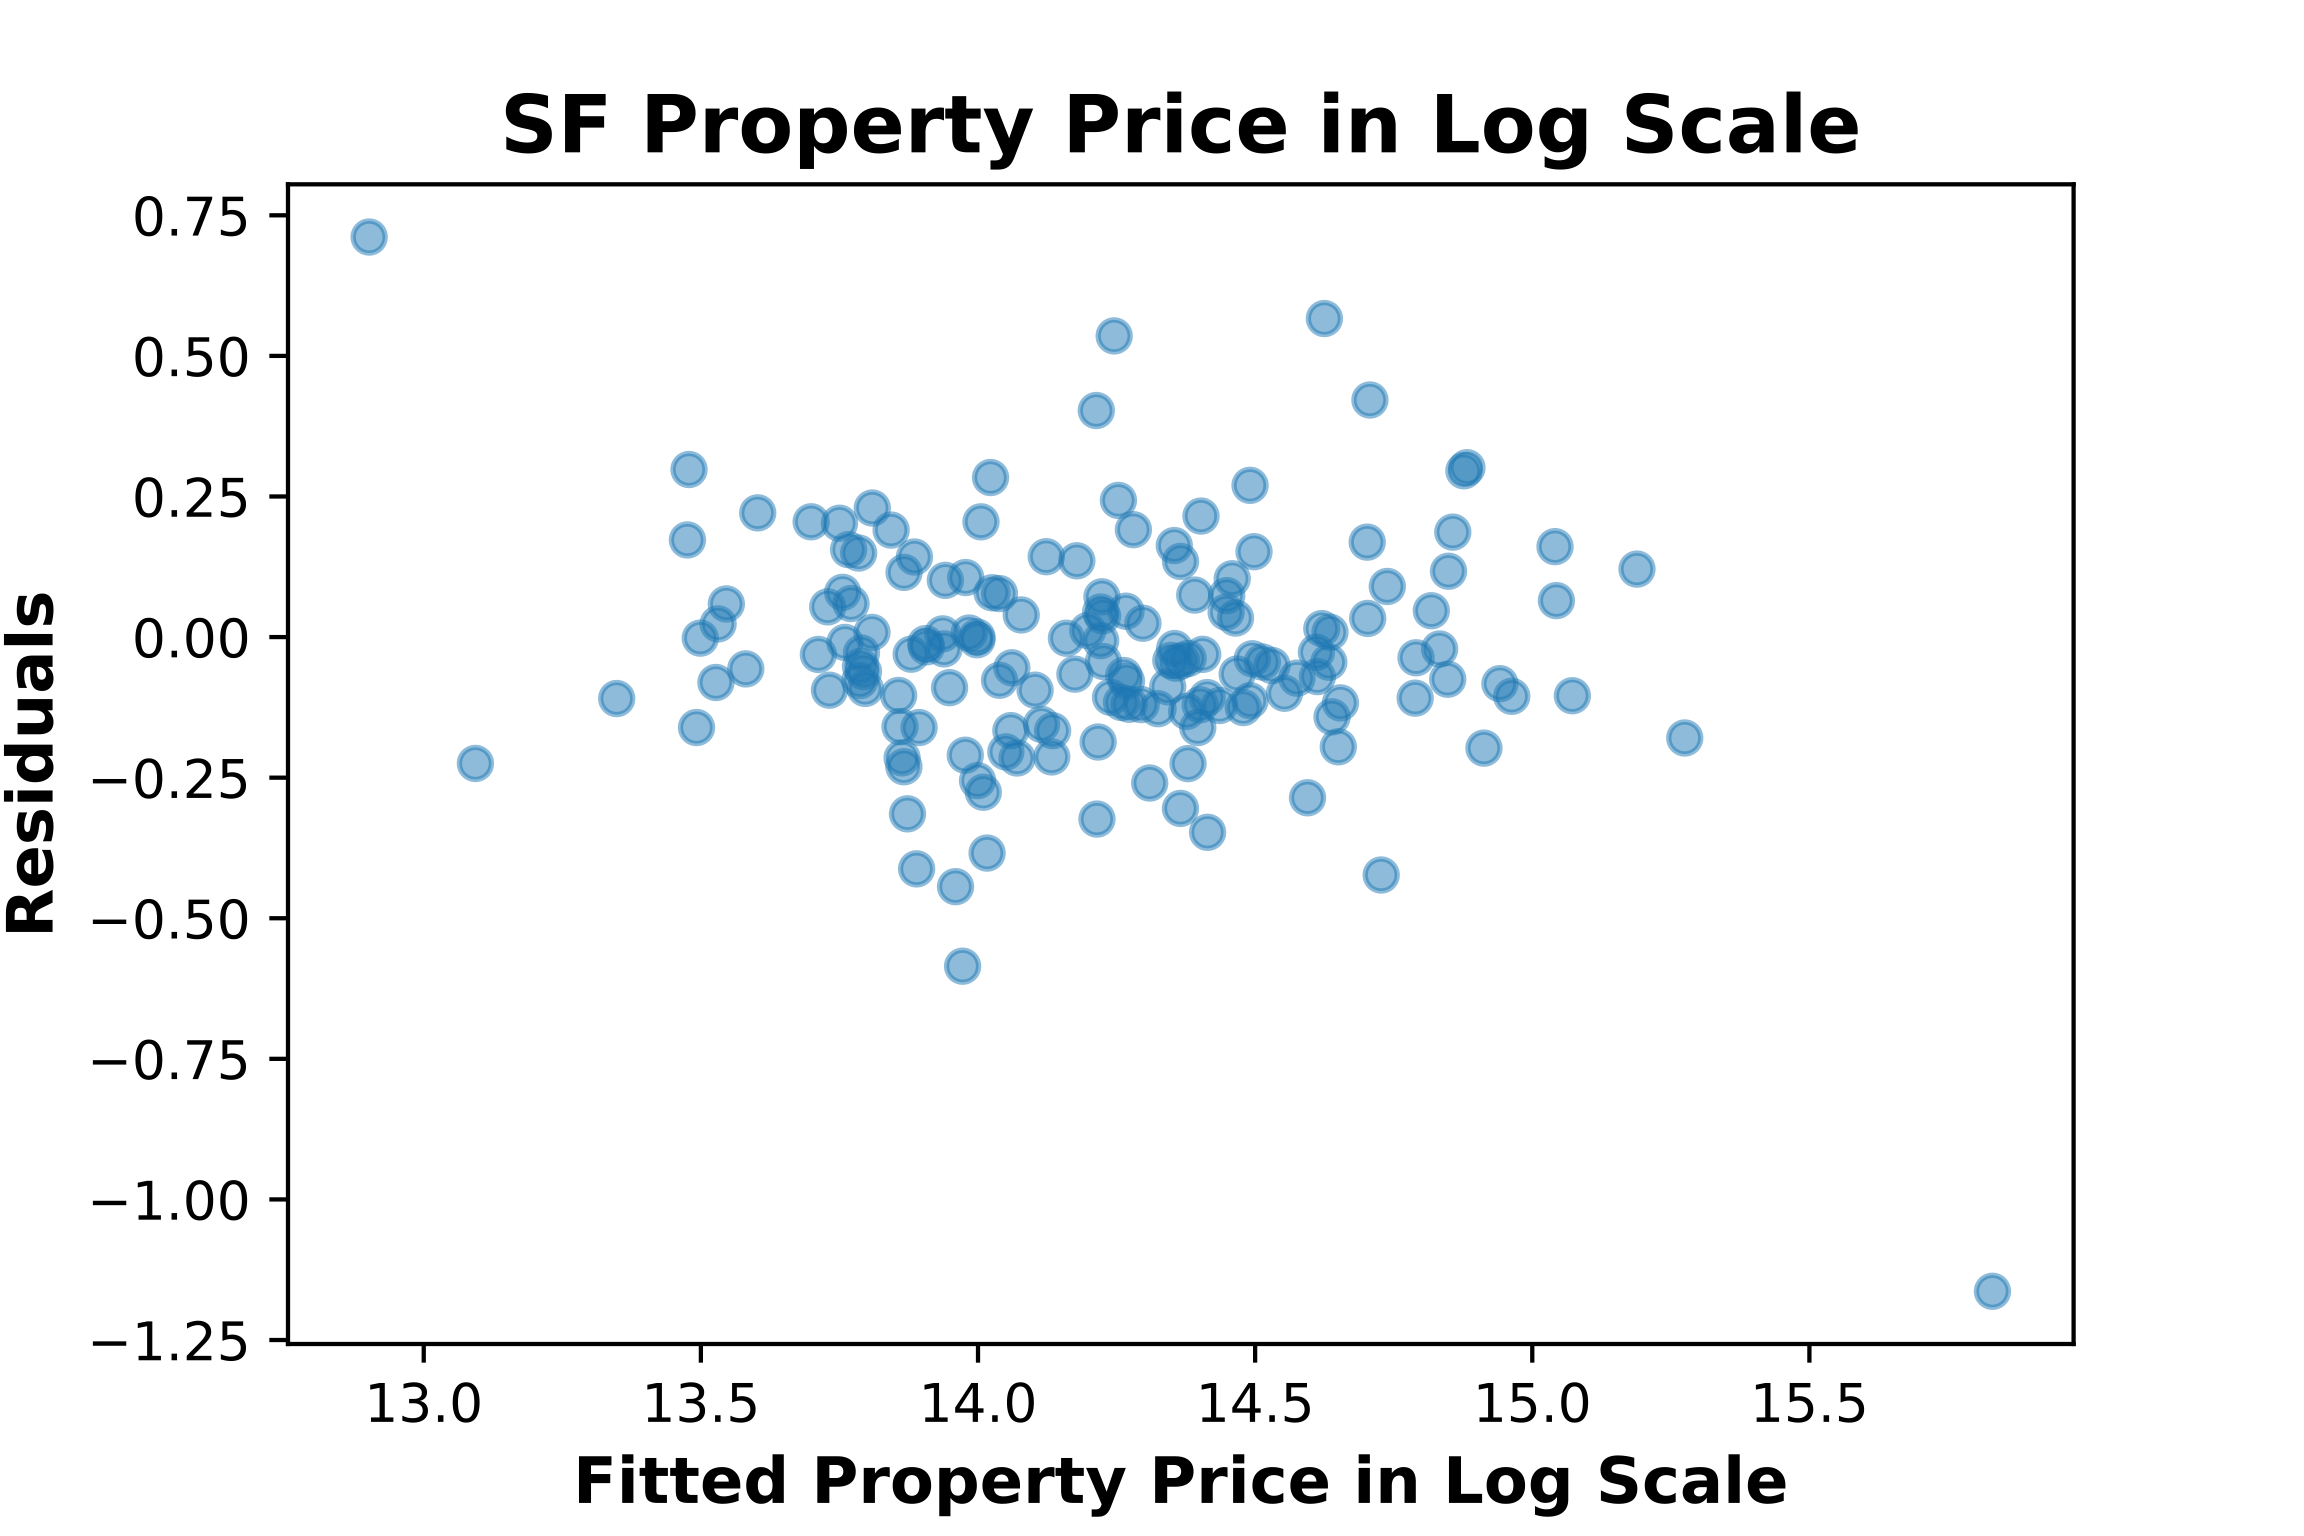 SF Property Price in Log Scale
0.75
0.50
0.25
0.00
−0.25
−0.50
−0.75
−1.00
−1.25
Residuals
13.0 13.5 14.0 14.5 15.0 15.5
Fitted Property Price in Log Scale